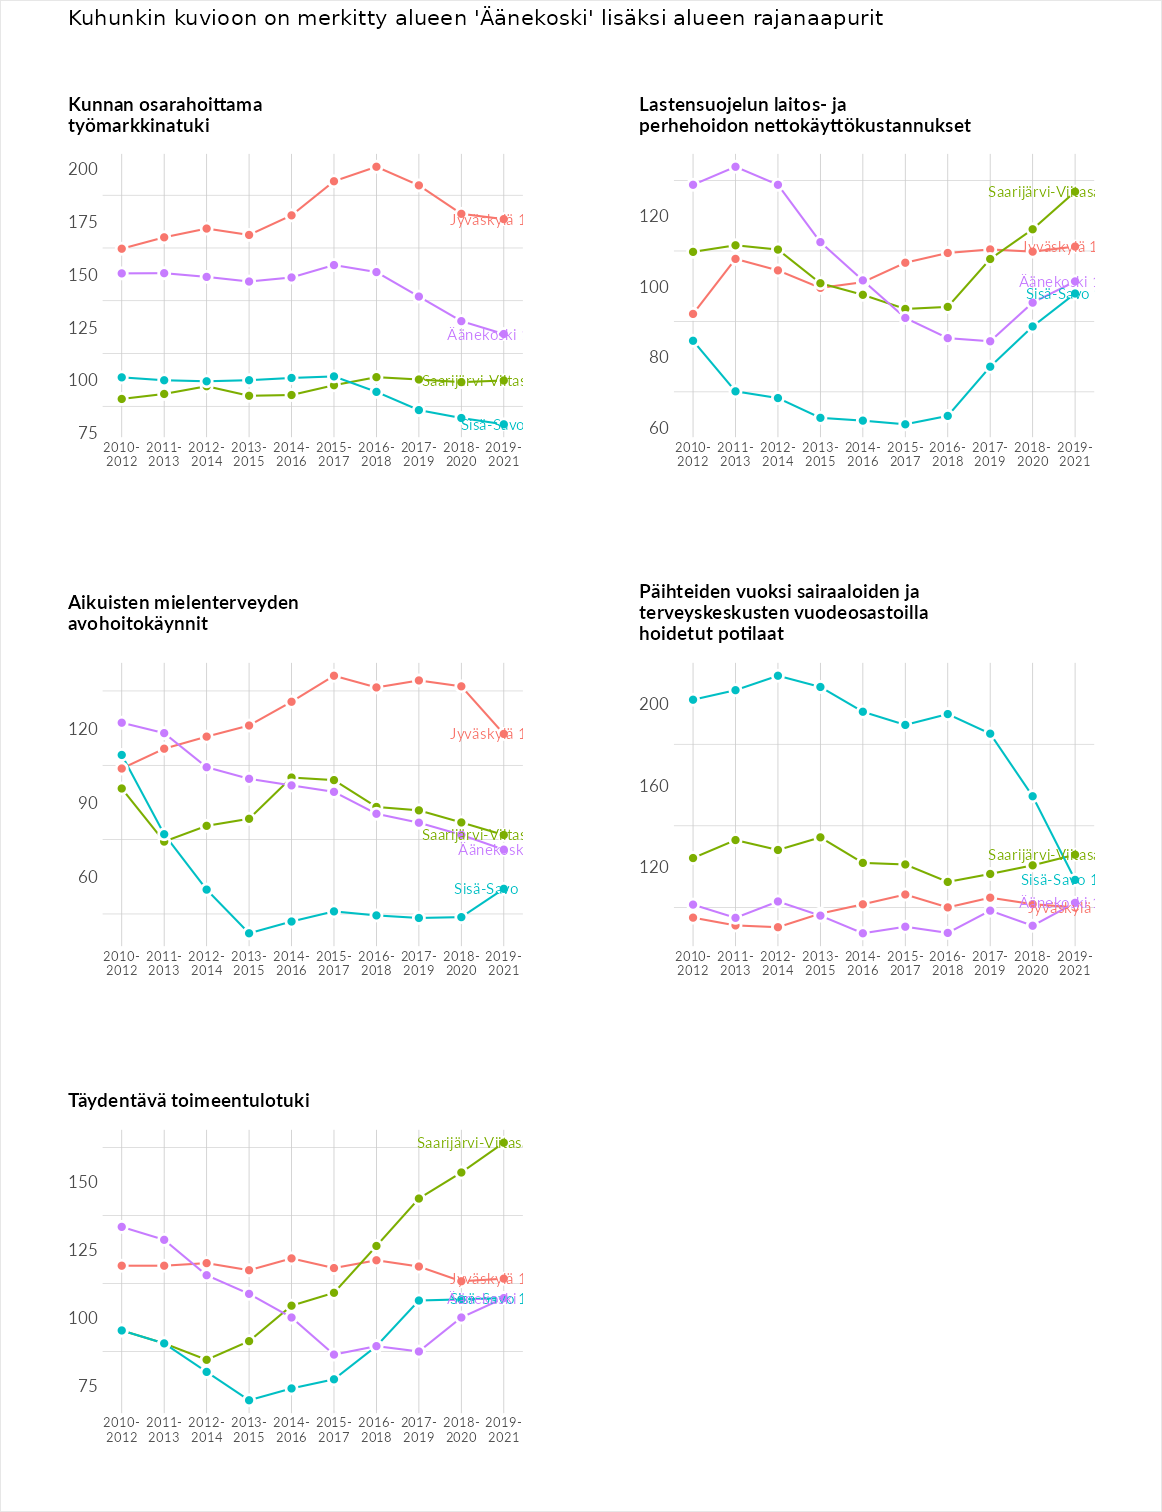 Kuhunkin kuvioon on merkitty alueen 'Äänekoski' lisäksi alueen rajanaapurit
Kunnan osarahoittama
työmarkkinatuki
200
175
150
125
100
75
Jyväskylä 1
Äänekoski
Saarijärvi-Viitas
Sisä-Savo
2010- 2011- 2012- 2013- 2014- 2015- 2016- 2017- 2018- 2019-
2012 2013 2014 2015 2016 2017 2018 2019 2020 2021
Lastensuojelun laitos- ja
perhehoidon nettokäyttökustannukset
120
100
80
60
Saarijärvi-Viitasa
Jyväskylä 1
Äänekoski 1
Sisä-Savo
2010- 2011- 2012- 2013- 2014- 2015- 2016- 2017- 2018- 2019-
2012 2013 2014 2015 2016 2017 2018 2019 2020 2021
Aikuisten mielenterveyden
avohoitokäynnit
120
90
60
Jyväskylä 1
Saarijärvi-Viitas
Äänekosk
Sisä-Savo
2010- 2011- 2012- 2013- 2014- 2015- 2016- 2017- 2018- 2019-
2012 2013 2014 2015 2016 2017 2018 2019 2020 2021
Päihteiden vuoksi sairaaloiden ja
terveyskeskusten vuodeosastoilla
hoidetut potilaat
200
160
120
Saarijärvi-Viitasa
Sisä-Savo 1
Äänekoski 1
Jyväskylä
2010- 2011- 2012- 2013- 2014- 2015- 2016- 2017- 2018- 2019-
2012 2013 2014 2015 2016 2017 2018 2019 2020 2021
Täydentävä toimeentulotuki
150
125
100
75
Saarijärvi-Viitas
Jyväskylä 1
Äänekoski
Sisä-Savo 1
2010- 2011- 2012- 2013- 2014- 2015- 2016- 2017- 2018- 2019-
2012 2013 2014 2015 2016 2017 2018 2019 2020 2021